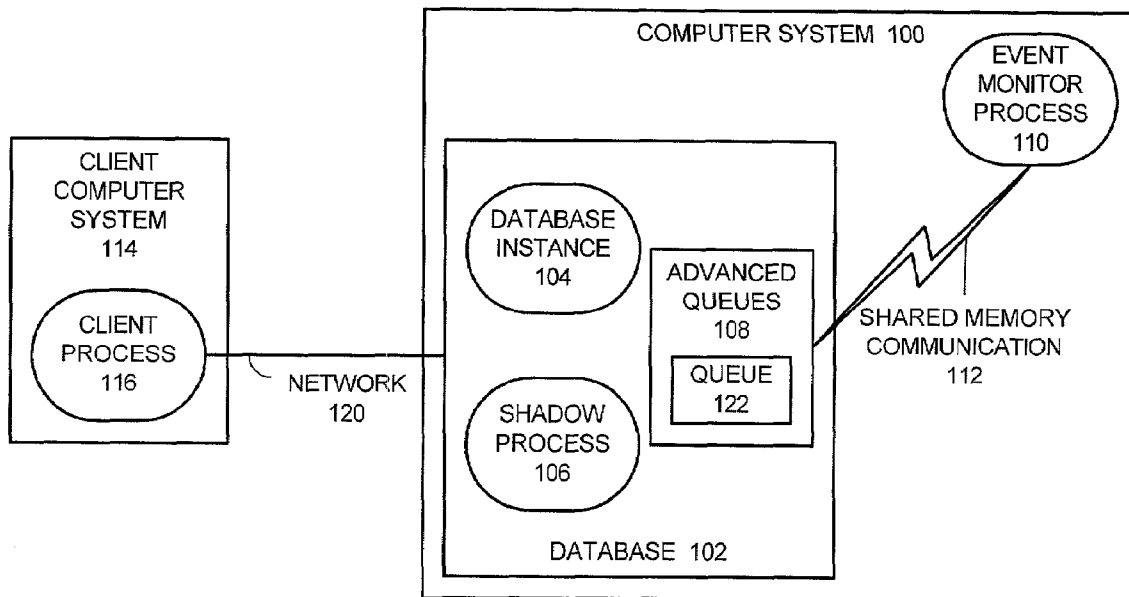 COMPUTER SYSTEM 100
EVENT
MONITOR
PROCESS
110
CLIENT
COMPUTER
SYSTEM
114
CLIENT
PROCESS
116
NETWORK
120
DATABASE
INSTANCE
104
ADVANCED
QUEUES
108
QUEUE
122
SHADOW
PROCESS
106
DATABASE 102
SHARED MEMORY
COMMUNICATION
112